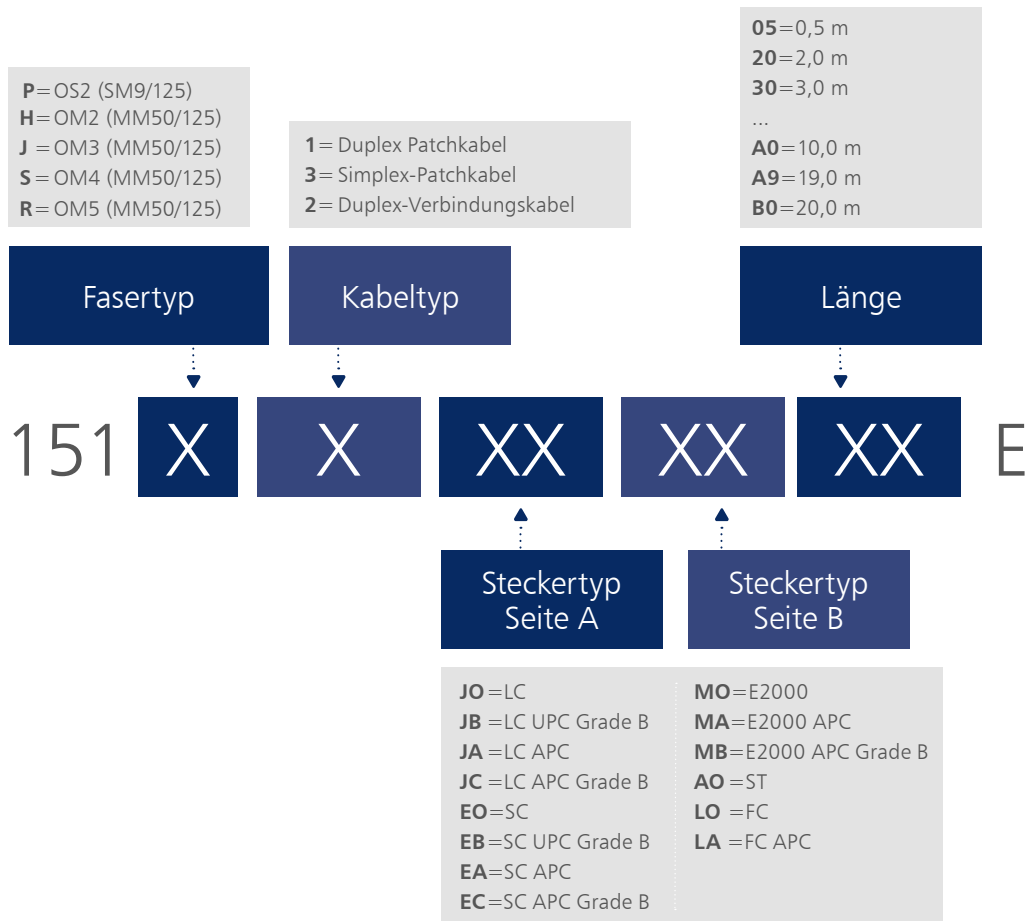 P=OS2 (SM9/125)
H=OM2 (MM50/125)
J =OM3 (MM50/125)
S =OM4 (MM50/125)
R=OM5 (MM50/125)
1= Duplex Patchkabel
3= Simplex-Patchkabel
2= Duplex-Verbindungskabel
05=0,5 m
20=2,0 m
30=3,0 m
...
A0=10,0 m
A9=19,0 m
B0=20,0 m
Fasertyp
Kabeltyp
Länge
151 X X XX XX XX E
Steckertyp
Seite A
Steckertyp
Seite B
JO=LC
JB =LC UPC Grade B
JA =LC APC
JC =LC APC Grade B
EO=SC
EB=SC UPC Grade B
EA=SC APC
EC=SC APC Grade B
MO=E2000
MA=E2000 APC
MB=E2000 APC Grade B
AO=ST
LO =FC
LA =FC APC